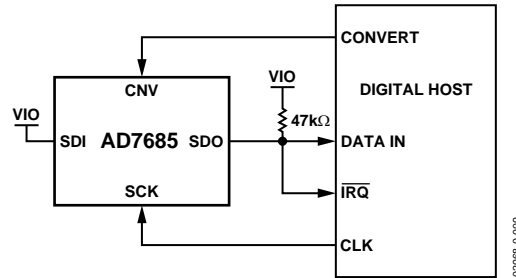 CONVERT
VIO
DIGITAL HOST
CNV
VIO
47kΩ
SDI AD7685 SDO
DATA IN
SCK
IRQ
CLK